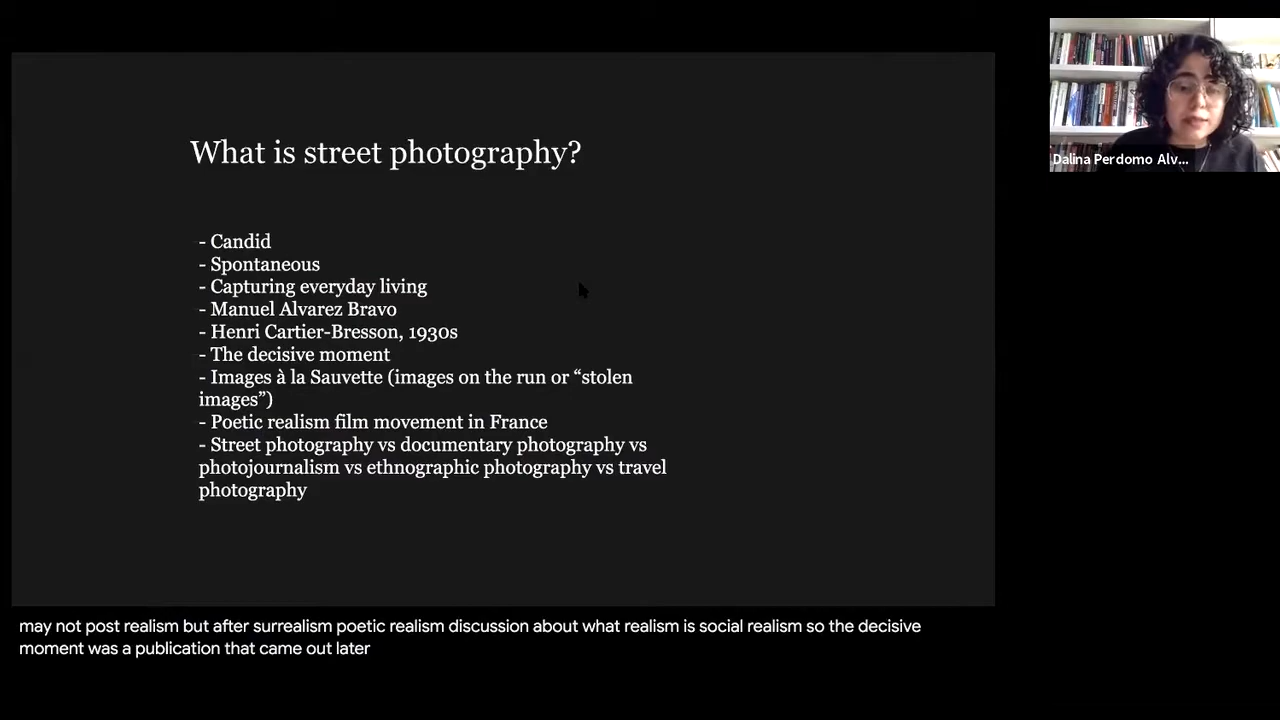 What is street photography?
- Candid
- Spontaneous
- Capturing everyday living
- Manuel Alvarez Bravo
- Henri Cartier-Bresson, 1930s
- The decisive moment
- Images à la Sauvette (images on the run or “stolen
images”)
- Poetic realism film movement in France
- Street photography vs documentary photography vs
photojournalism vs ethnographic photography vs travel
photography
Dalina Perdomo Alv...
may not post realism but after surrealism poetic realism discussion about what realism is social realism so the decisive
moment was a publication that came out later